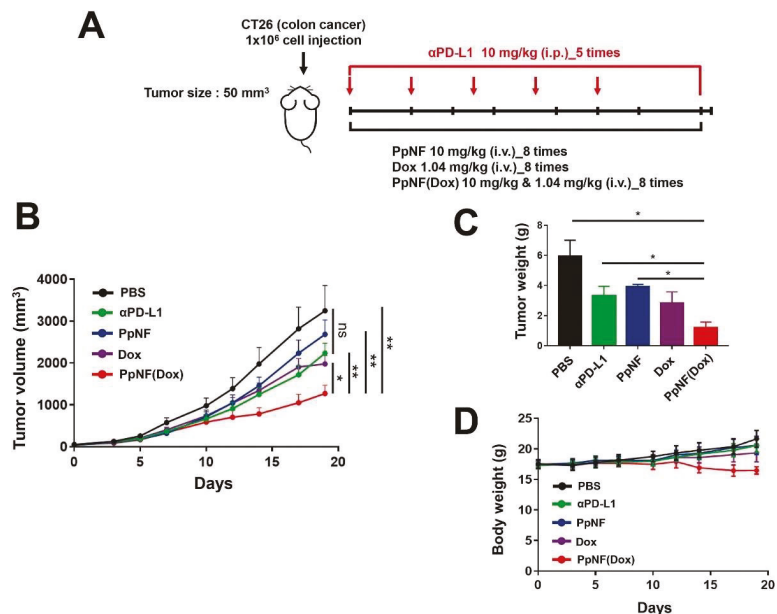 A
CT26 (colon cancer)
1x10⁶ cell injection
Tumor size : 50 mm³
αPD-L1 10 mg/kg (i.p.)_5 times
PpNF 10 mg/kg (i.v.)_8 times
Dox 1.04 mg/kg (i.v.)_8 times
PpNF(Dox) 10 mg/kg & 1.04 mg/kg (i.v.)_8 times
B
Tumor volume (mm³)
4000
3000
2000
1000
0
0 5 10 15 20
Days
PBS
αPD-L1
PpNF
Dox
PpNF(Dox)
ns
*
**
**
**
C
Tumor weight (g)
8
6
4
2
0
*
*
*
PBS
αPD-L1
PpNF
Dox
PpNF(Dox)
D
Body weight (g)
25
20
15
10
5
0
PBS
αPD-L1
PpNF
Dox
PpNF(Dox)
0 5 10 15 20
Days